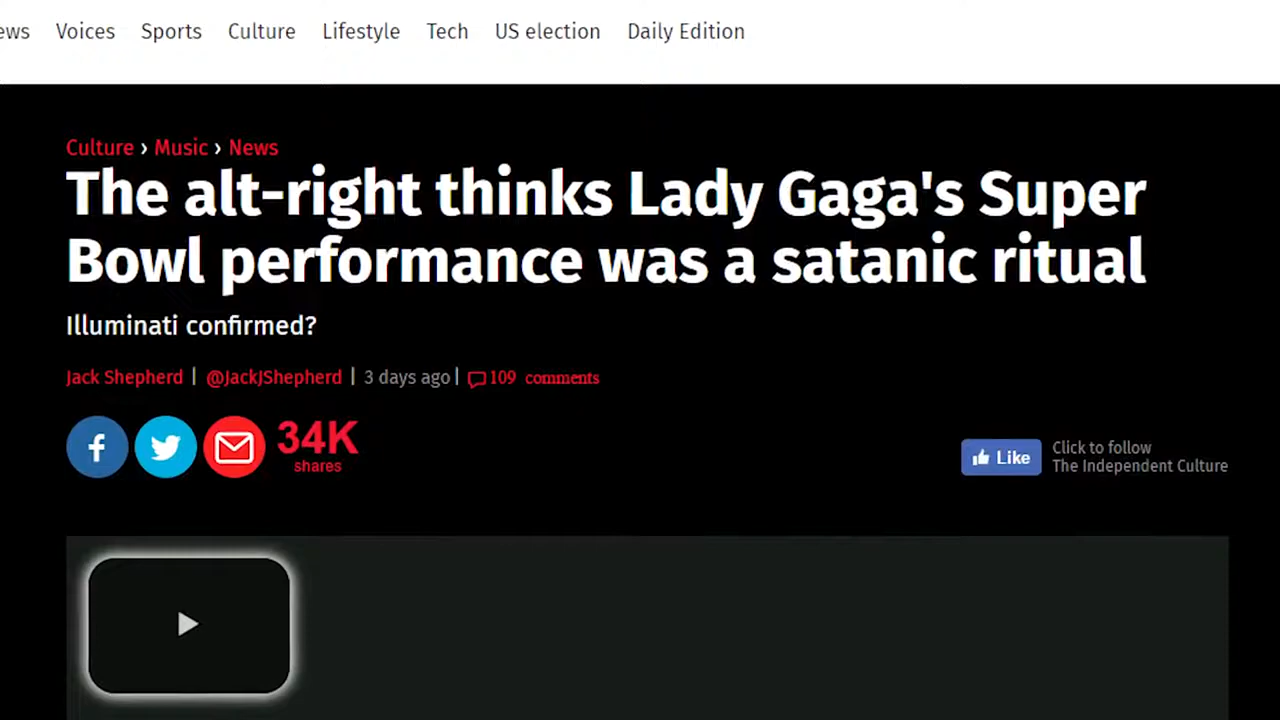 ews Voices Sports Culture Lifestyle Tech US election Daily Edition
Culture › Music › News
The alt-right thinks Lady Gaga's Super
Bowl performance was a satanic ritual
Illuminati confirmed?
Jack Shepherd | @JackJShepherd | 3 days ago | 109 comments
34K
shares
Like
Click to follow
The Independent Culture